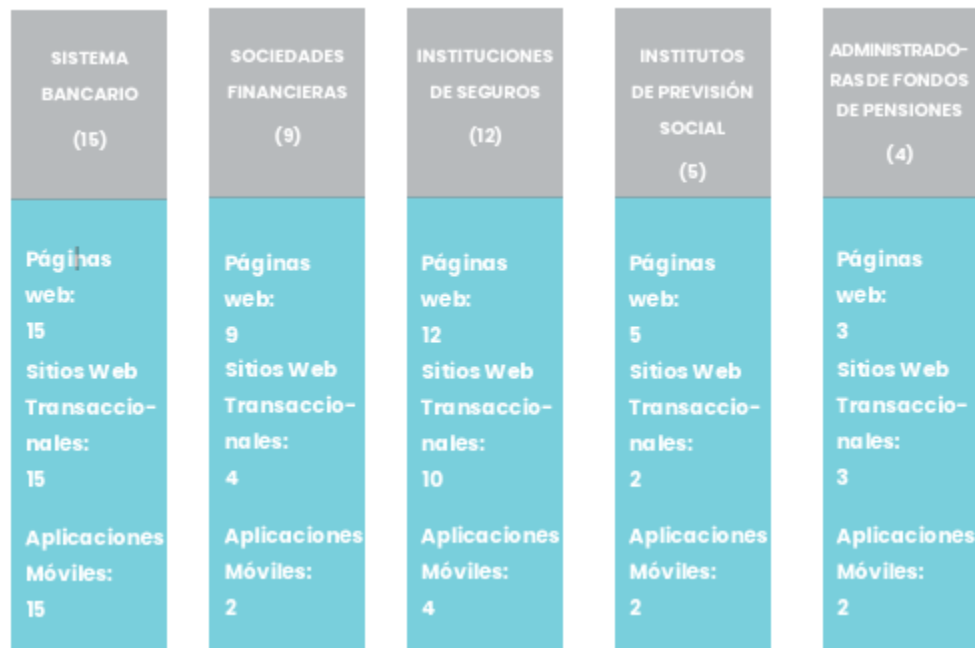 SISTEMA
BANCARIO
(15)
Páginas
web:
15
Sitios Web
Transaccio-
nales:
15
Aplicaciones
Móviles:
15
SOCIEDADES
FINANCIERAS
(9)
Páginas
web:
9
Sitios Web
Transaccio-
nales:
4
Aplicaciones
Móviles:
2
INSTITUCIONES
DE SEGUROS
(12)
Páginas
web:
12
Sitios Web
Transaccio-
nales:
10
Aplicaciones
Móviles:
4
INSTITUTOS
DE PREVISIÓN
SOCIAL
(5)
Páginas
web:
5
Sitios Web
Transaccio-
nales:
2
Aplicaciones
Móviles:
2
ADMINISTRADO-
RAS DE FONDOS
DE PENSIONES
(4)
Páginas
web:
3
Sitios Web
Transaccio-
nales:
3
Aplicaciones
Móviles:
2